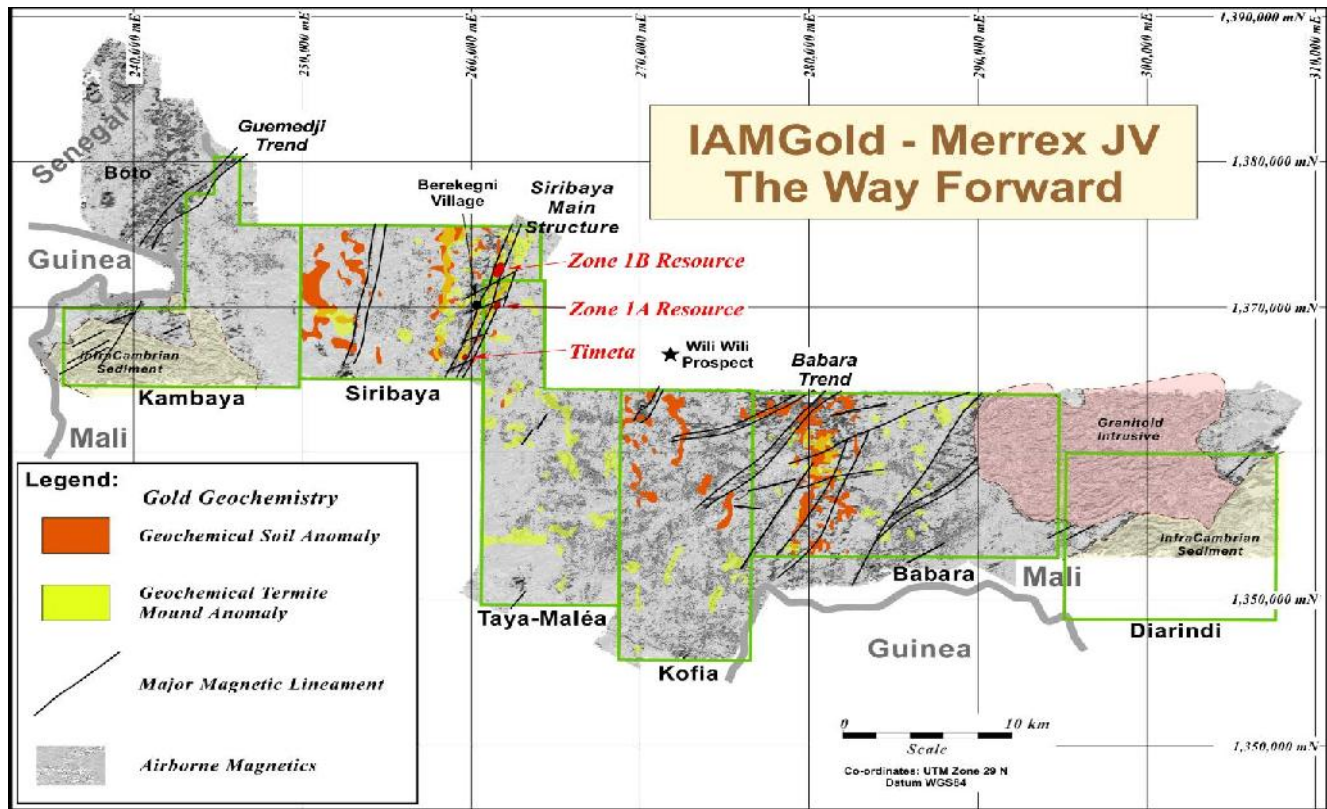 240,000 mE
250,000 mE
260,000 mE
270,000 mE
280,000 mE
290,000 mE
300,000 mE
310,000 mE
1,390,000 mN
IAMGold - Merrex JV
The Way Forward
Senegal
Boto
Guemedji
Trend
Berekegni
Village
Siribaya
Main
Structure
1,380,000 mN
Guinea
Zone 1B Resource
Zone 1A Resource
Timeta
1,370,000 mN
InfraCambrian
Sediment
Kambaya
Siribaya
Wili Wili
Prospect
Babara
Trend
Granitoid
Intrusive
Mali
InfraCambrian
Sediment
Babara
Mali
Taya-Maléa
1,350,000 mN
Diarindi
Guinea
Kofia
Legend:
Gold Geochemistry
Geochemical Soil Anomaly
Geochemical Termite
Mound Anomaly
Major Magnetic Lineament
Airborne Magnetics
0 10 km
Scale
1,350,000 mN
Co-ordinates: UTM Zone 29 N
Datum WGS84